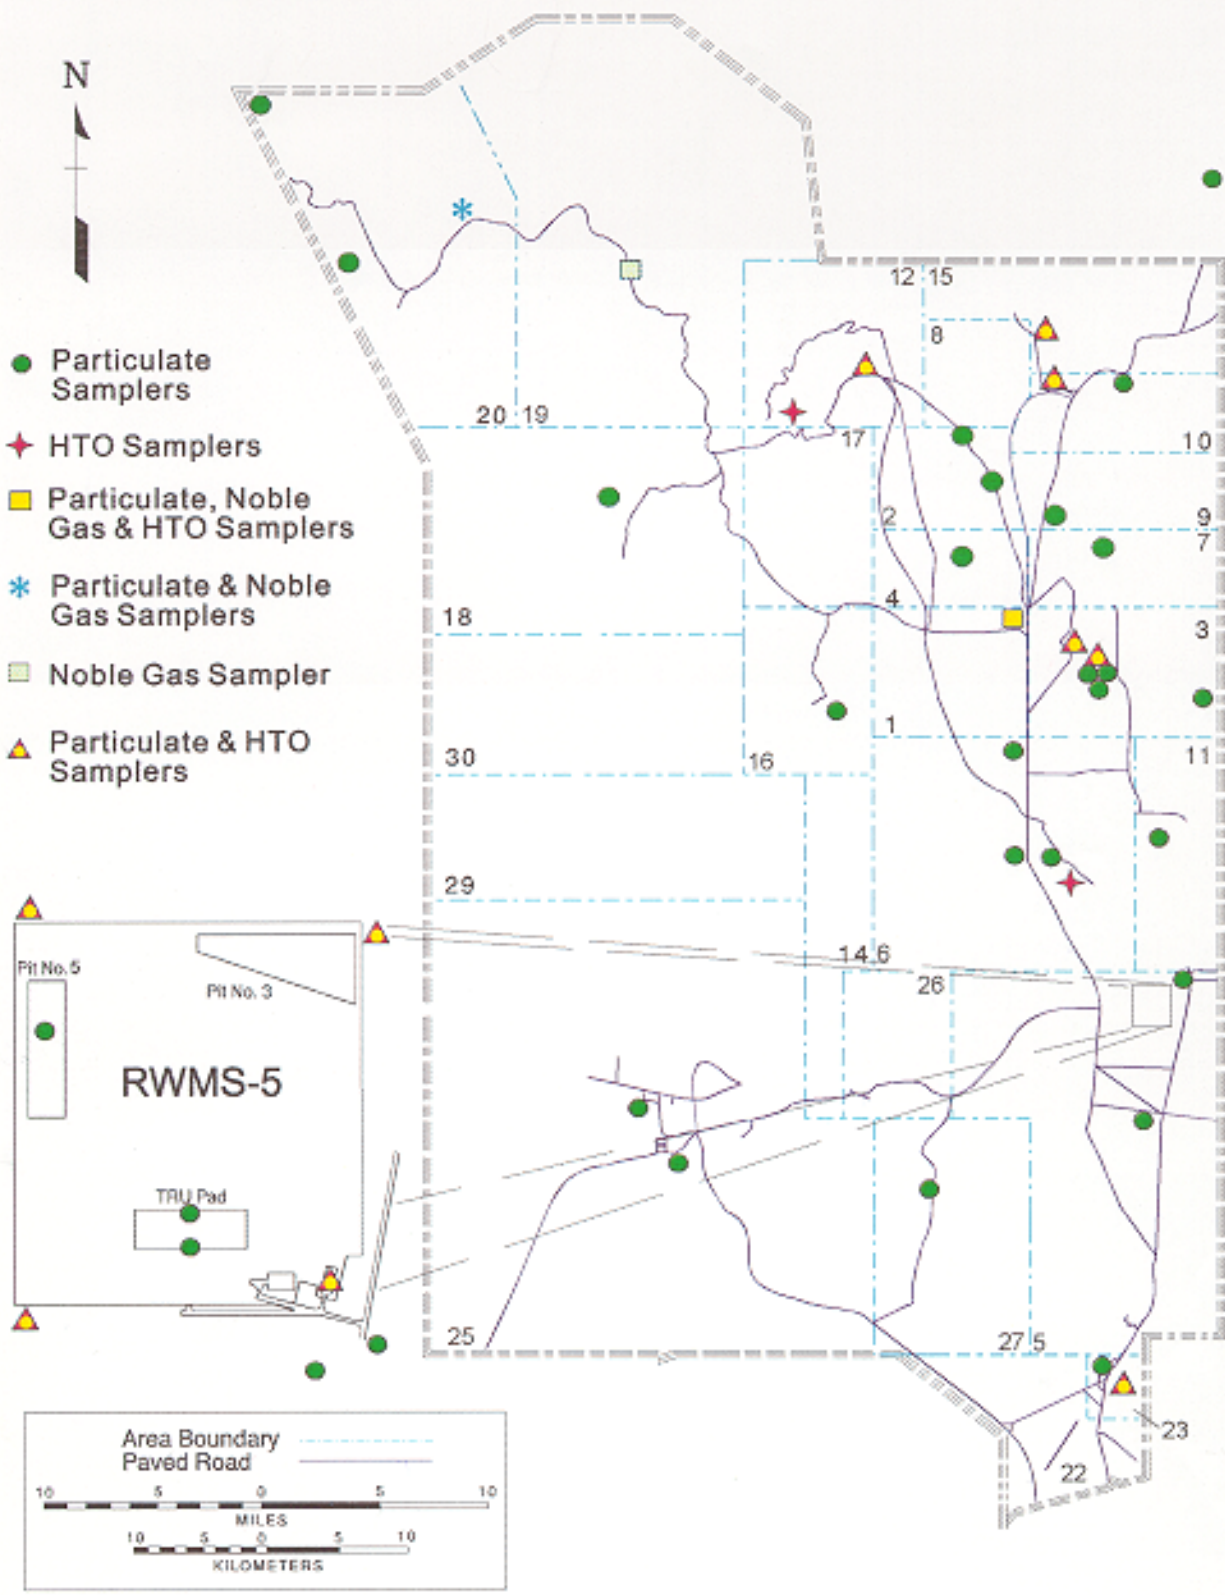 N
Particulate
Samplers
HTO Samplers
Particulate, Noble
Gas & HTO Samplers
Particulate & Noble
Gas Samplers
Noble Gas Sampler
Particulate & HTO
Samplers
12 15
8
20 19
17
10
2
9
7
18
4
3
1
11
30
16
29
14 6
26
Pit No. 5
Pit No. 3
RWMS-5
TRU Pad
25
27 5
23
22
Area Boundary
Paved Road
10 5 0 5 10
MILES
10 5 0 5 10
KILOMETERS